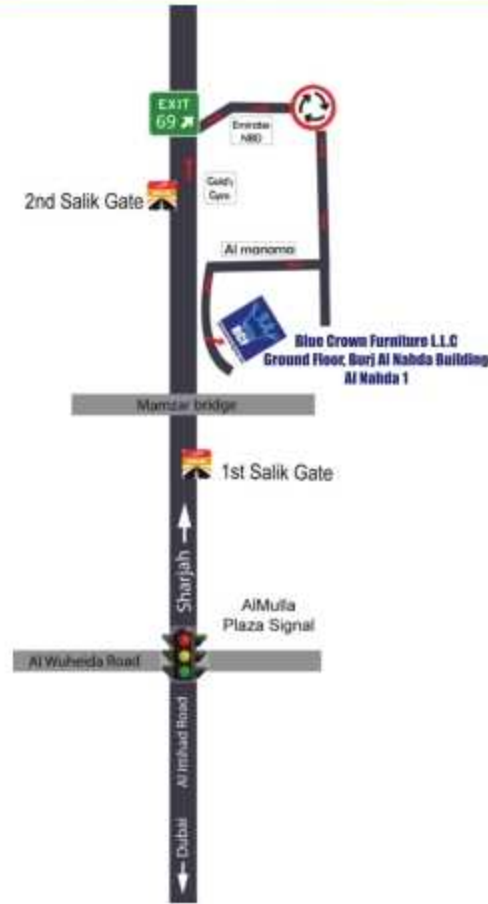 EXIT
69
Emirates
NBD
2nd Salik Gate
Gold's
Gym
Al manama
Blue Crown Furniture L.L.C
Ground Floor, Burj Al Nahda Building
Al Nahda 1
Mamzar bridge
1st Salik Gate
Sharjah
AlMulla
Plaza Signal
Al Wuheida Road
Al Ittihad Road
Dubai